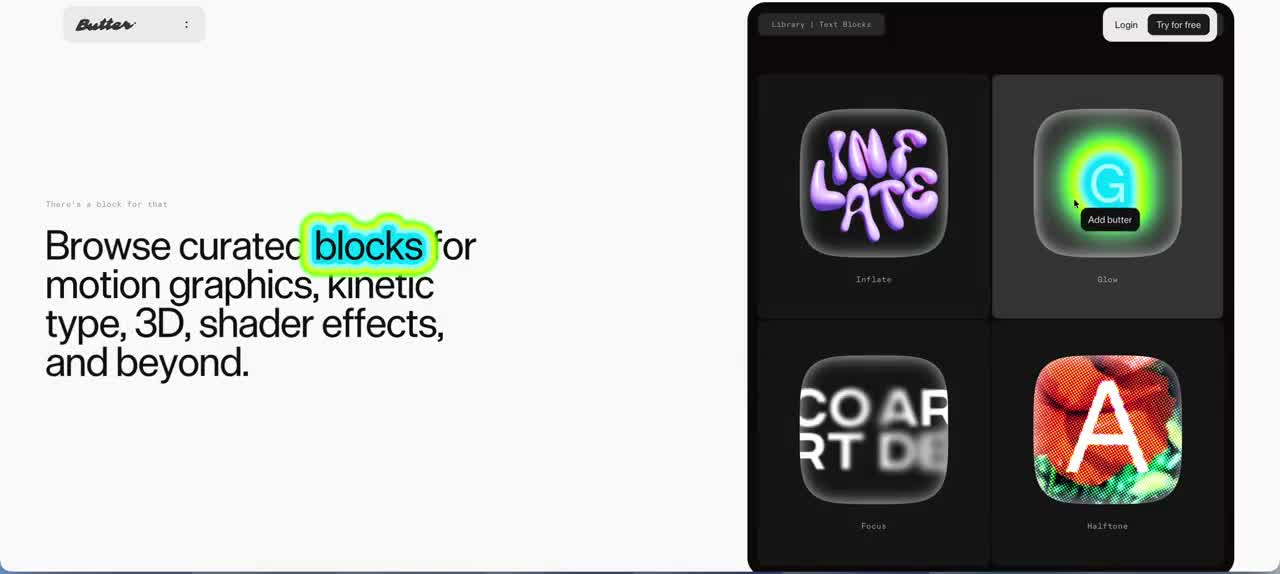 Butter
There's a block for that
Browse curated blocks for
motion graphics, kinetic
type, 3D, shader effects,
and beyond.
Library | Text Blocks
Login
Try for free
INF
LATE
Inflate
G
Add butter
Glow
CO AR
RT DE
Focus
A
Halftone